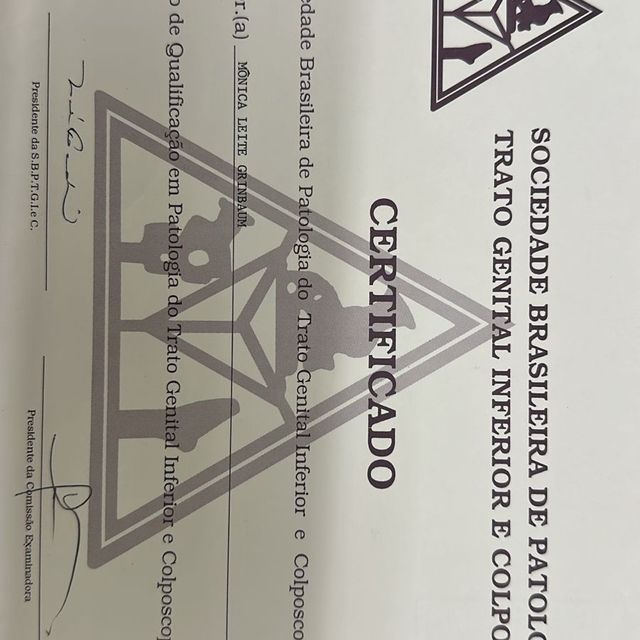 SOCIEDADE BRASILEIRA DE PATOLO
TRATO GENITAL INFERIOR E COLPO
CERTIFICADO
edade Brasileira de Patologia do Trato Genital Inferior e Colposco
r.(a) MÔNICA LEITE GRINBAUM
o de Qualificação em Patologia do Trato Genital Inferior e Colposcop
Presidente da S.B.P.T.G.I.e C.
Presidente da Comissão Examinadora